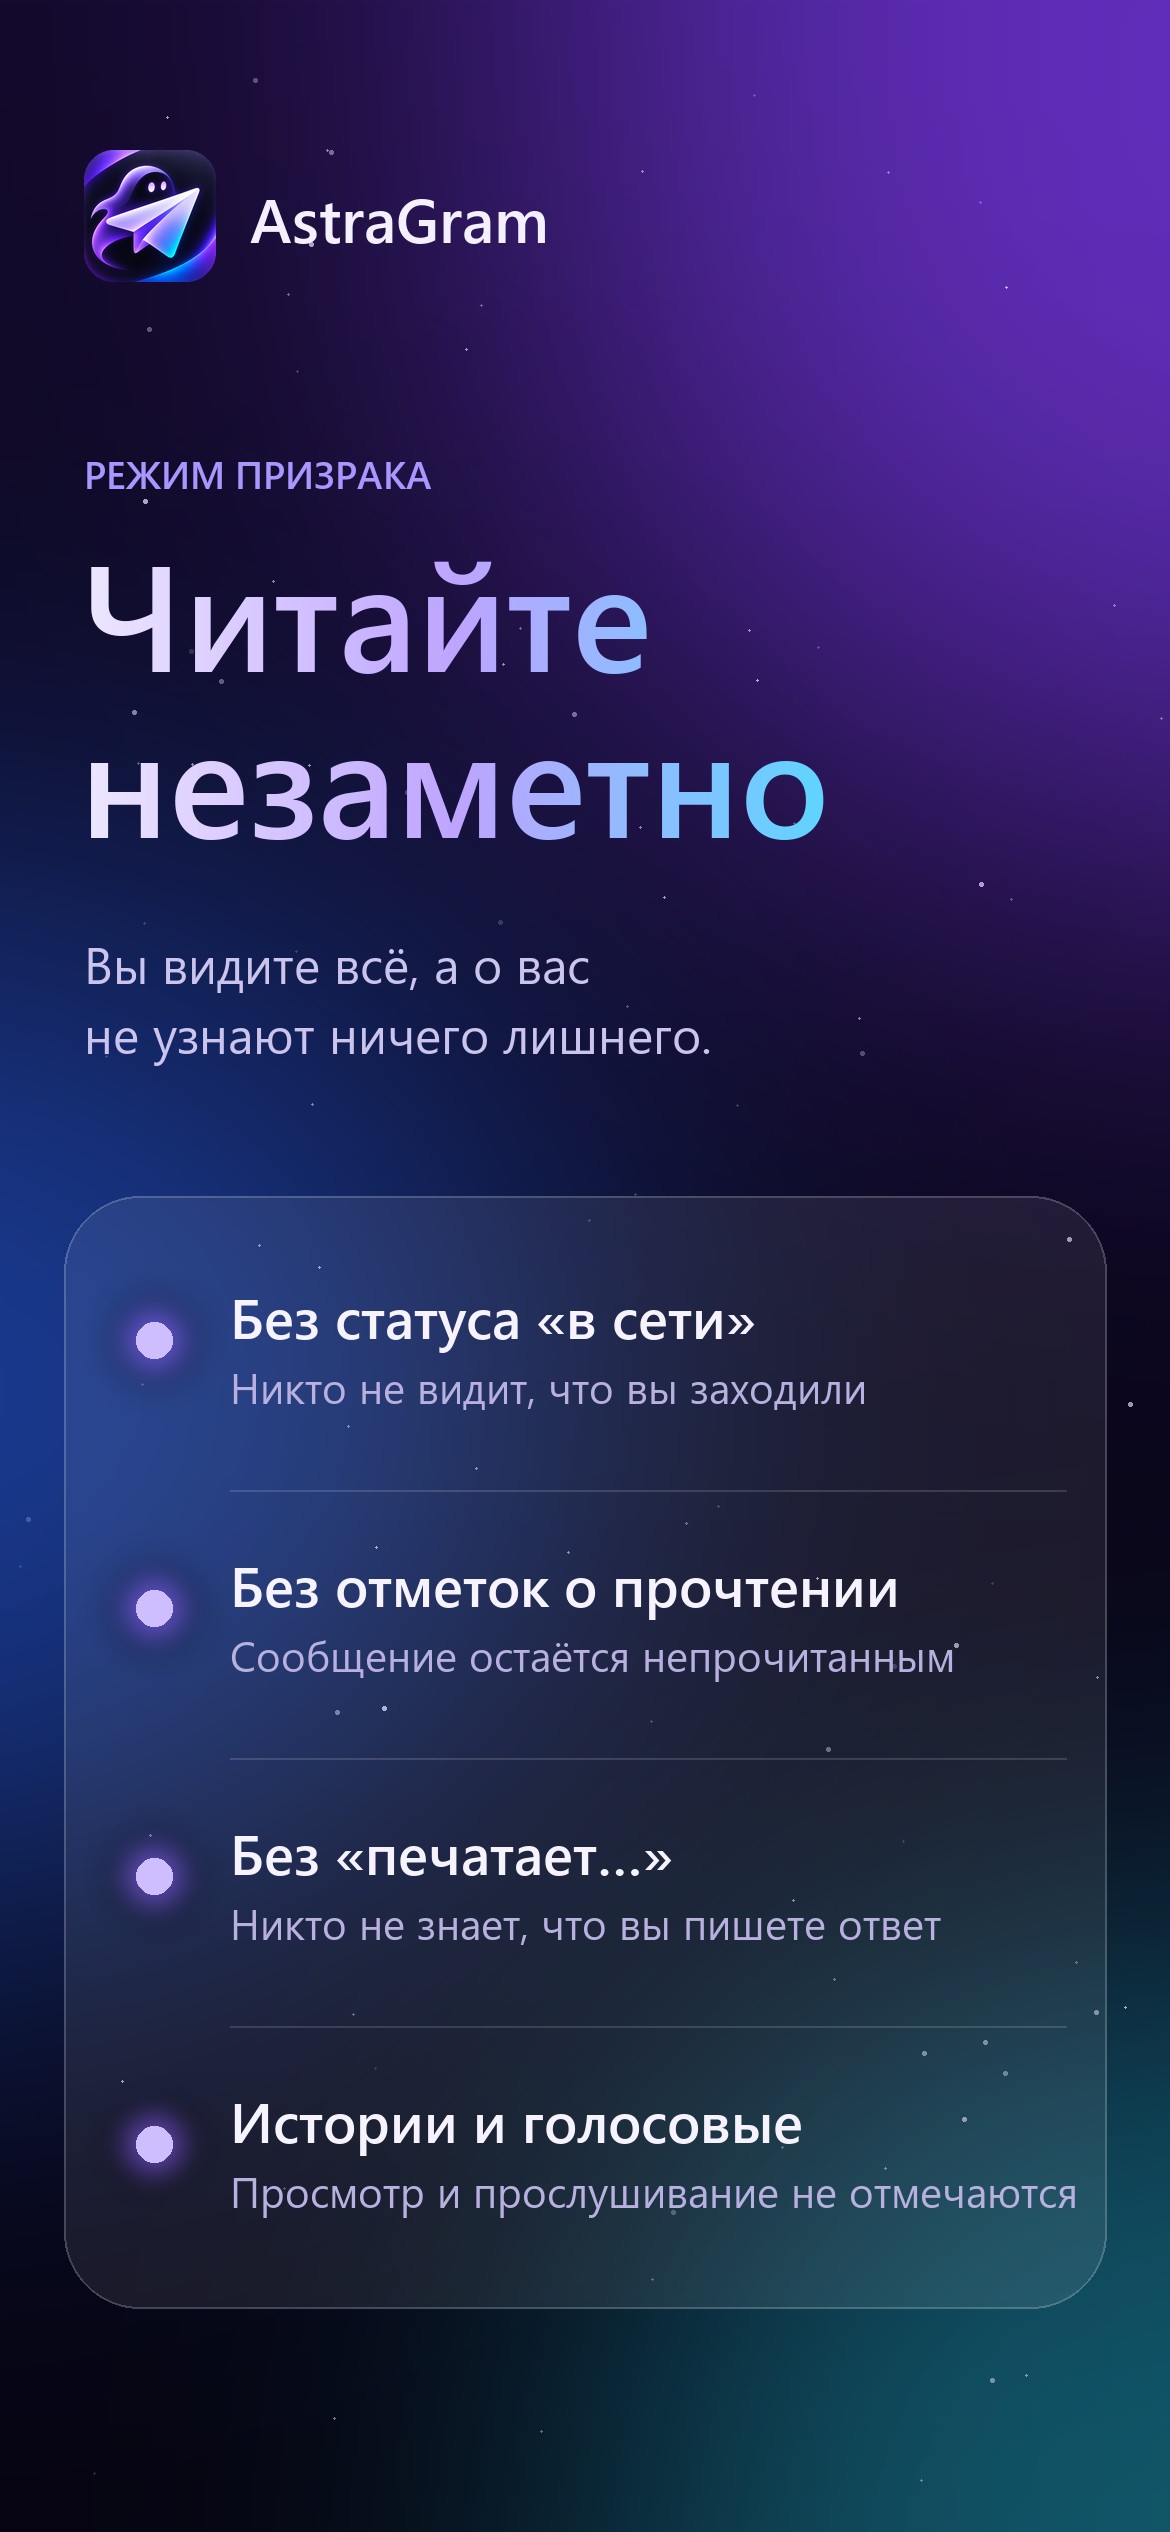 AstraGram
РЕЖИМ ПРИЗРАКА
Читайте
незаметно
Вы видите всё, а о вас
не узнают ничего лишнего.
Без статуса «в сети»
Никто не видит, что вы заходили
Без отметок о прочтении
Сообщение остаётся непрочитанным
Без «печатает…»
Никто не знает, что вы пишете ответ
Истории и голосовые
Просмотр и прослушивание не отмечаются